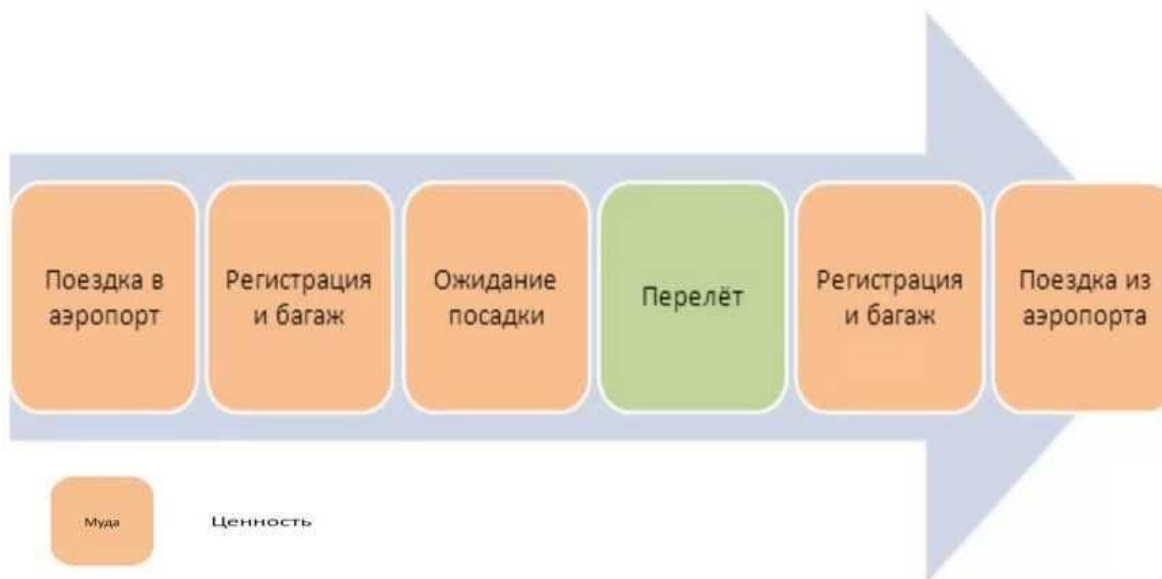 Поездка в
аэропорт
Регистрация
и багаж
Ожидание
посадки
Перелёт
Регистрация
и багаж
Поездка из
аэропорта
Муда
Ценность